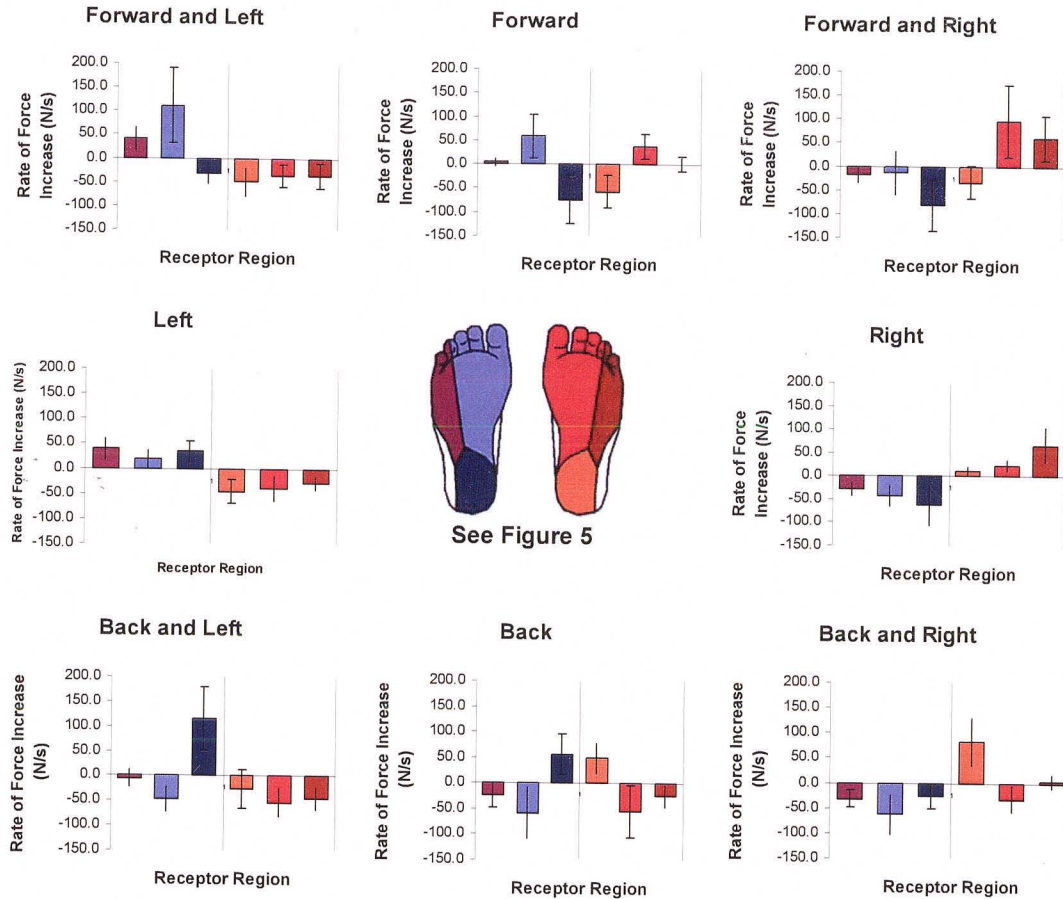 Forward and Left
Rate of Force
Increase (N/s)
200.0
150.0
100.0
50.0
0.0
-50.0
-100.0
-150.0
Receptor Region
Forward
Rate of Force
Increase (N/s)
200.0
150.0
100.0
50.0
0.0
-50.0
-100.0
-150.0
Receptor Region
Forward and Right
Rate of Force
Increase (N/s)
200.0
150.0
100.0
50.0
0.0
-50.0
-100.0
-150.0
Receptor Region
Left
Rate of Force Increase (N/s)
200.0
150.0
100.0
50.0
0.0
-50.0
-100.0
-150.0
Receptor Region
See Figure 5
Right
Rate of Force
Increase (N/s)
200.0
150.0
100.0
50.0
0.0
-50.0
-100.0
-150.0
Receptor Region
Back and Left
Rate of Force Increase
(N/s)
200.0
150.0
100.0
50.0
0.0
-50.0
-100.0
-150.0
Receptor Region
Back
Rate of Force Increase
(N/s)
200.0
150.0
100.0
50.0
0.0
-50.0
-100.0
-150.0
Receptor Region
Back and Right
Rate of Force Increase
(N/s)
200.0
150.0
100.0
50.0
0.0
-50.0
-100.0
-150.0
Receptor Region